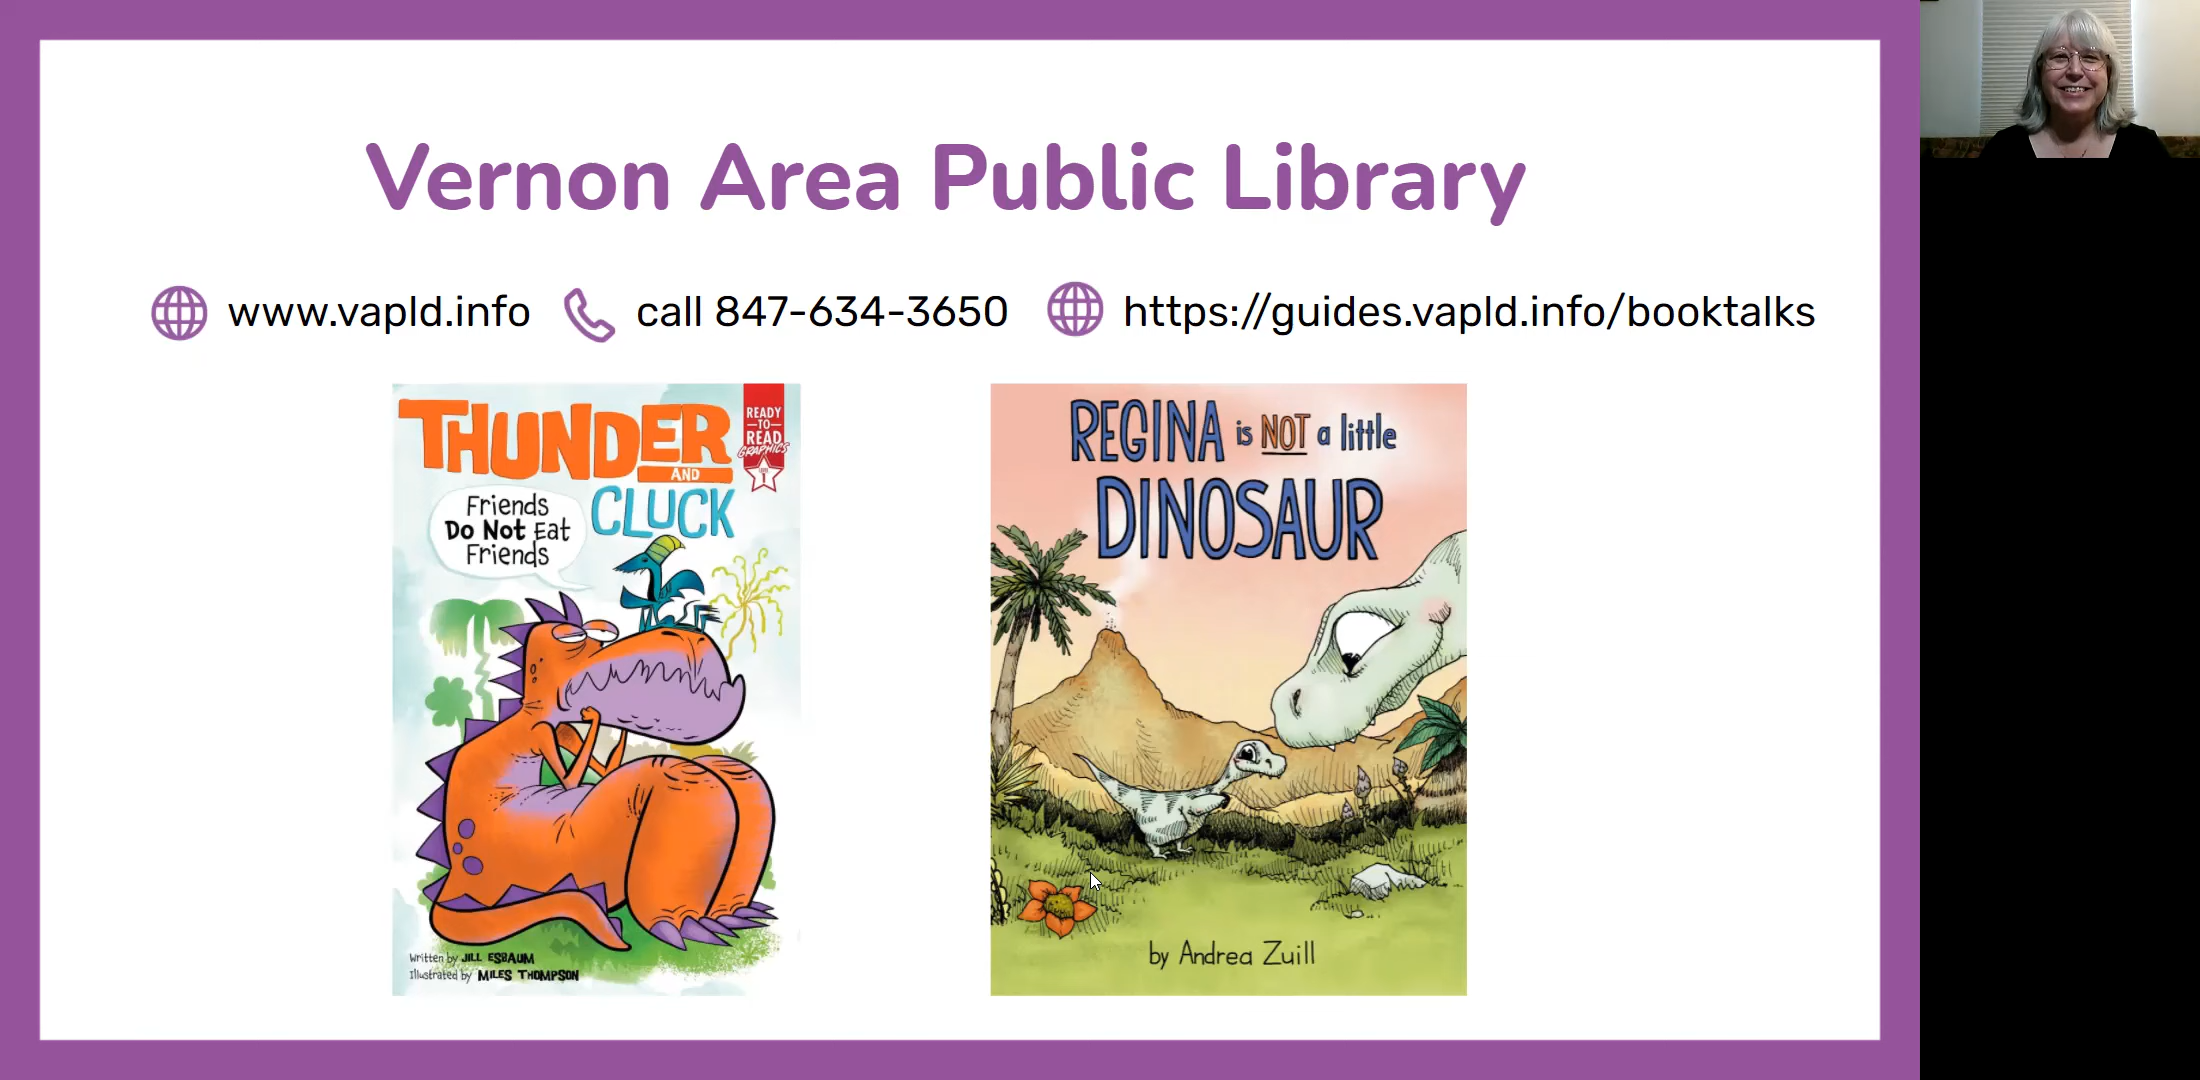 Vernon Area Public Library
www.vapld.info
call 847-634-3650
https://guides.vapld.info/booktalks
THUNDER
AND
CLUCK
READY
-TO-
READ
GRAPHICS
LEVEL
1
Friends
Do Not Eat
Friends
Written by JILL ESBAUM
Illustrated by MILES THOMPSON
REGINA is NOT a little
DINOSAUR
by Andrea Zuill